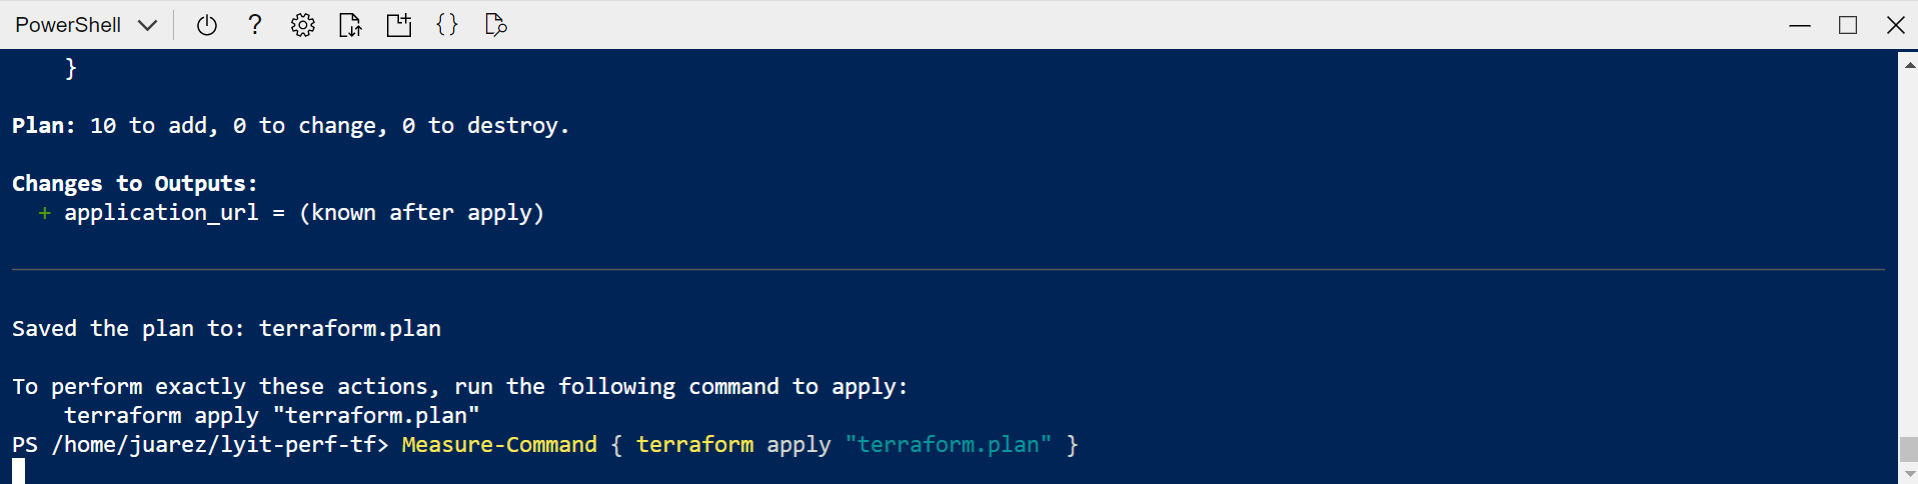 PowerShell
?
{}
}
Plan: 10 to add, 0 to change, 0 to destroy.
Changes to Outputs:
+ application_url = (known after apply)
Saved the plan to: terraform.plan
To perform exactly these actions, run the following command to apply:
terraform apply "terraform.plan"
PS /home/juarez/lyit-perf-tf> Measure-Command { terraform apply "terraform.plan" }